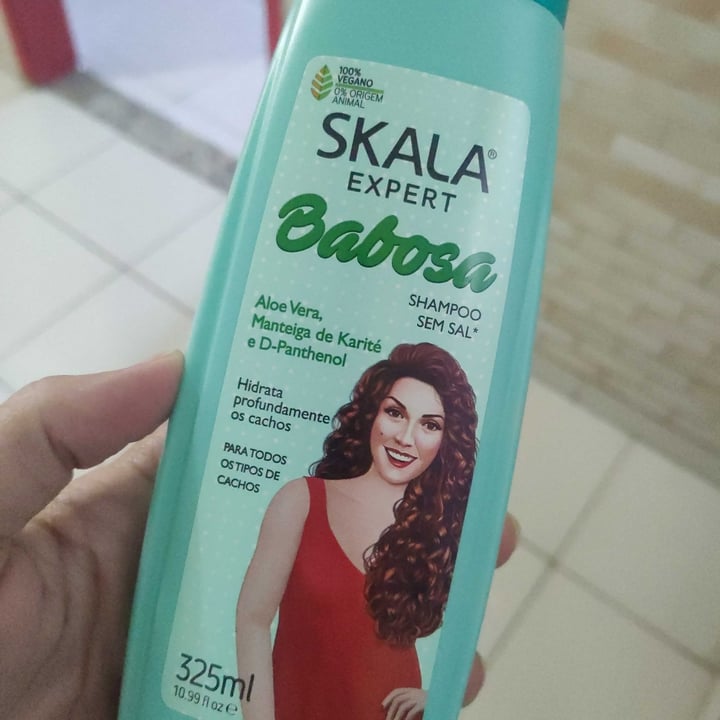 100%
VEGANO
0% ORIGEM
ANIMAL
SKALA®
EXPERT
Babosa
SHAMPOO
SEM SAL*
Aloe Vera,
Manteiga de Karité
e D-Panthenol
Hidrata
profundamente
os cachos
PARA TODOS
OS TIPOS DE
CACHOS
325ml
10.99 fl oz e